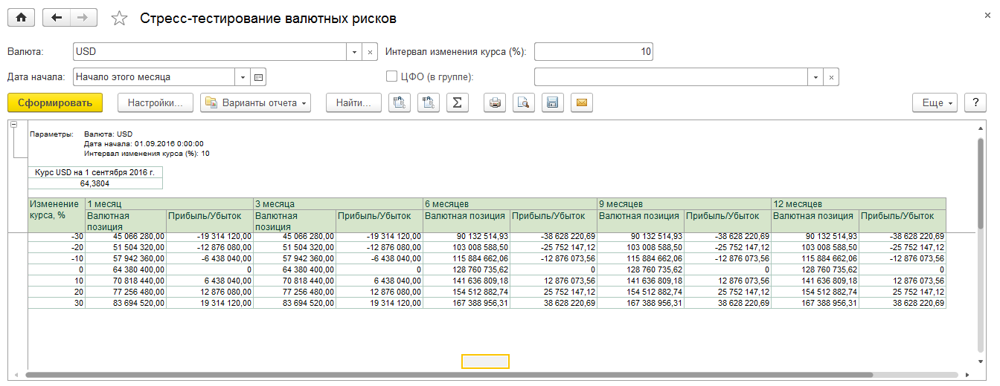 Стресс-тестирование валютных рисков
Валюта: USD Интервал изменения курса (%): 10
Дата начала: Начало этого месяца ЦФО (в группе):
Сформировать Настройки... Варианты отчета Найти... Σ Еще ?
Параметры: Валюта: USD
Дата начала: 01.09.2016 0:00:00
Интервал изменения курса (%): 10
Курс USD на 1 сентября 2016 г.
64,3804
Изменение курса, % 1 месяц 3 месяца 6 месяцев 9 месяцев 12 месяцев
Валютная позиция Прибыль/Убыток Валютная позиция Прибыль/Убыток Валютная позиция Прибыль/Убыток Валютная позиция Прибыль/Убыток Валютная позиция Прибыль/Убыток
-30 45 066 280,00 -19 314 120,00 45 066 280,00 -19 314 120,00 90 132 514,93 -38 628 220,69 90 132 514,93 -38 628 220,69 90 132 514,93 -38 628 220,69
-20 51 504 320,00 -12 876 080,00 51 504 320,00 -12 876 080,00 103 008 588,50 -25 752 147,12 103 008 588,50 -25 752 147,12 103 008 588,50 -25 752 147,12
-10 57 942 360,00 -6 438 040,00 57 942 360,00 -6 438 040,00 115 884 662,06 -12 876 073,56 115 884 662,06 -12 876 073,56 115 884 662,06 -12 876 073,56
0 64 380 400,00 0 64 380 400,00 0 128 760 735,62 0 128 760 735,62 0 128 760 735,62 0
10 70 818 440,00 6 438 040,00 70 818 440,00 6 438 040,00 141 636 809,18 12 876 073,56 141 636 809,18 12 876 073,56 141 636 809,18 12 876 073,56
20 77 256 480,00 12 876 080,00 77 256 480,00 12 876 080,00 154 512 882,74 25 752 147,12 154 512 882,74 25 752 147,12 154 512 882,74 25 752 147,12
30 83 694 520,00 19 314 120,00 83 694 520,00 19 314 120,00 167 388 956,31 38 628 220,69 167 388 956,31 38 628 220,69 167 388 956,31 38 628 220,69